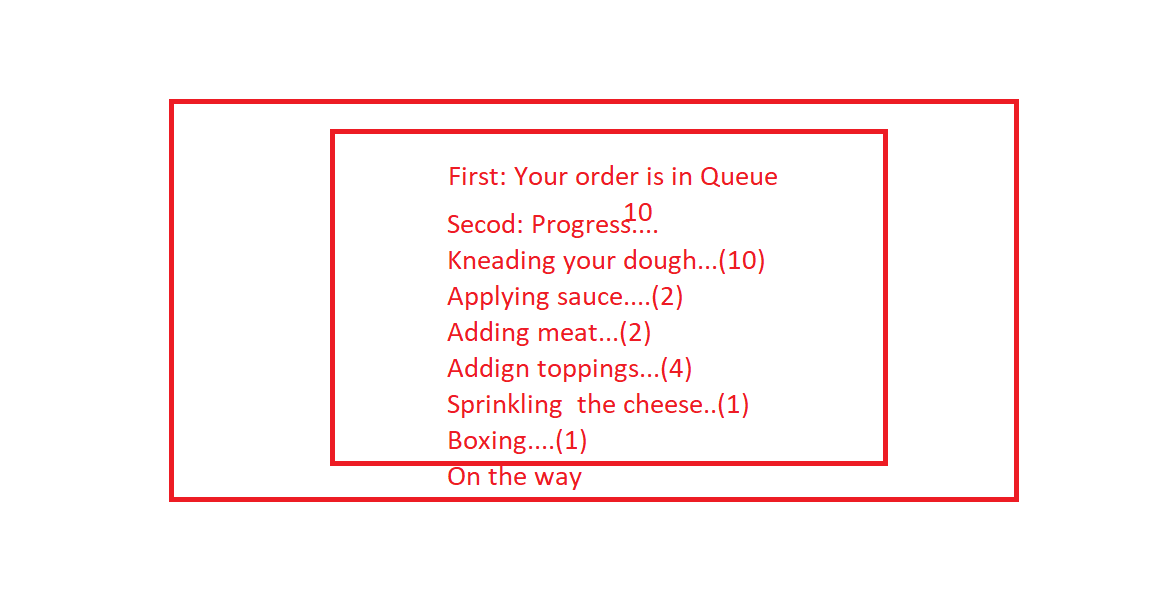 First: Your order is in Queue
10
Secod: Progress....
Kneading your dough...(10)
Applying sauce....(2)
Adding meat...(2)
Addign toppings...(4)
Sprinkling  the cheese..(1)
Boxing....(1)
On the way